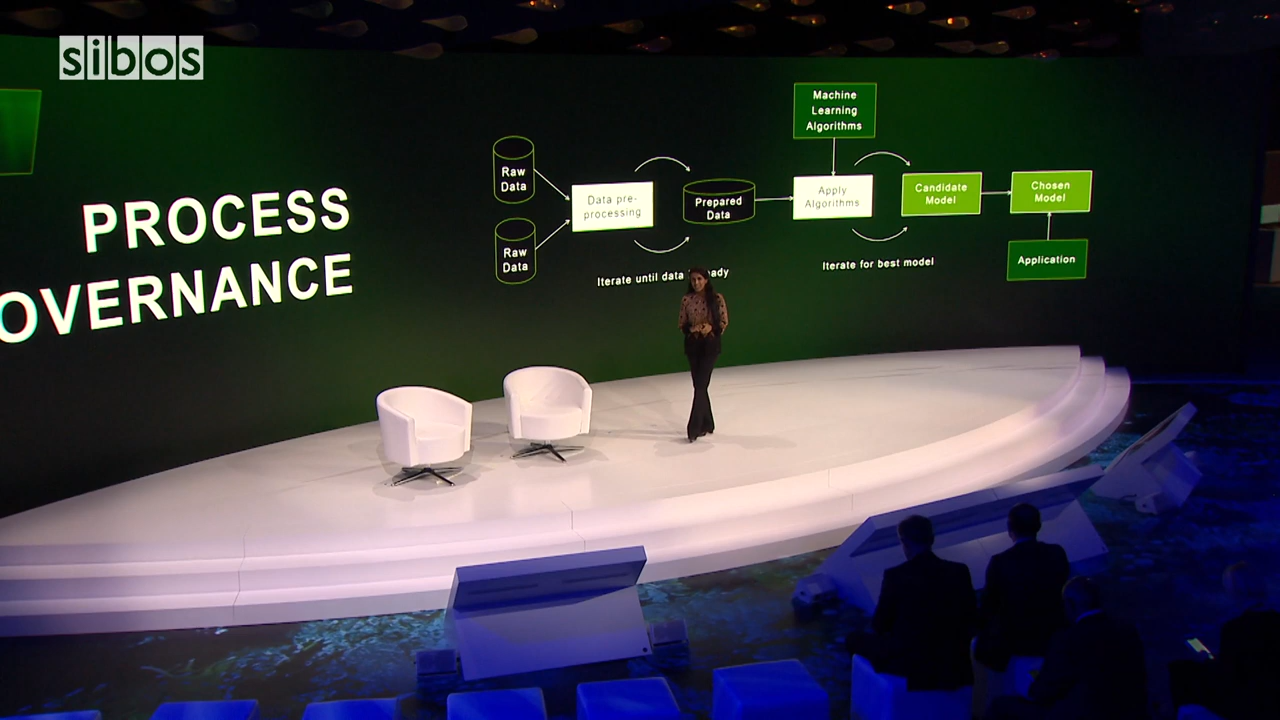 sibos
PROCESS
OVERNANCE
Raw
Data
Raw
Data
Data pre-
processing
Prepared
Data
Iterate until data
Machine
Learning
Algorithms
Apply
Algorithms
Iterate for best model
Candidate
Model
Chosen
Model
Application